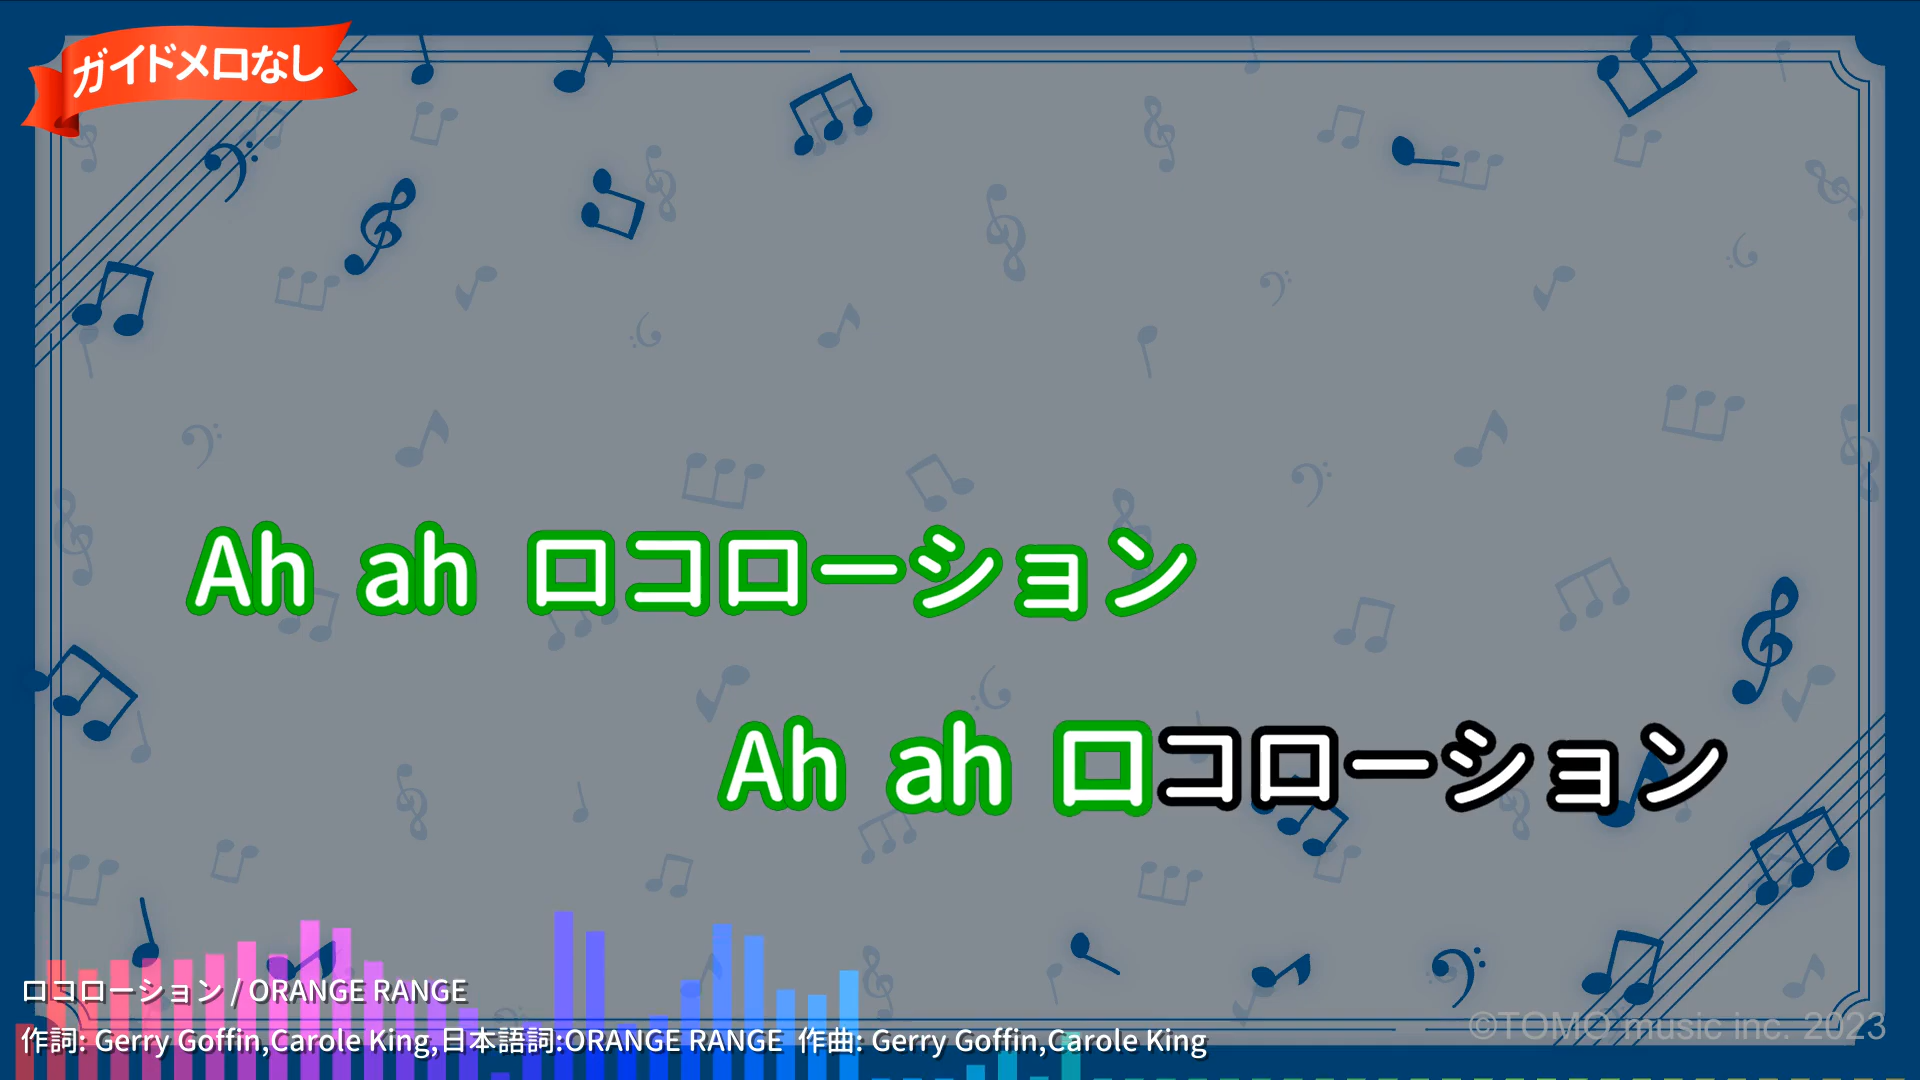 ガイドメロなし
Ah ah ロコローション
Ah ah ロコローション
ロコローション / ORANGE RANGE
作詞: Gerry Goffin,Carole King,日本語詞:ORANGE RANGE 作曲: Gerry Goffin,Carole King
©TOMO music inc. 2023